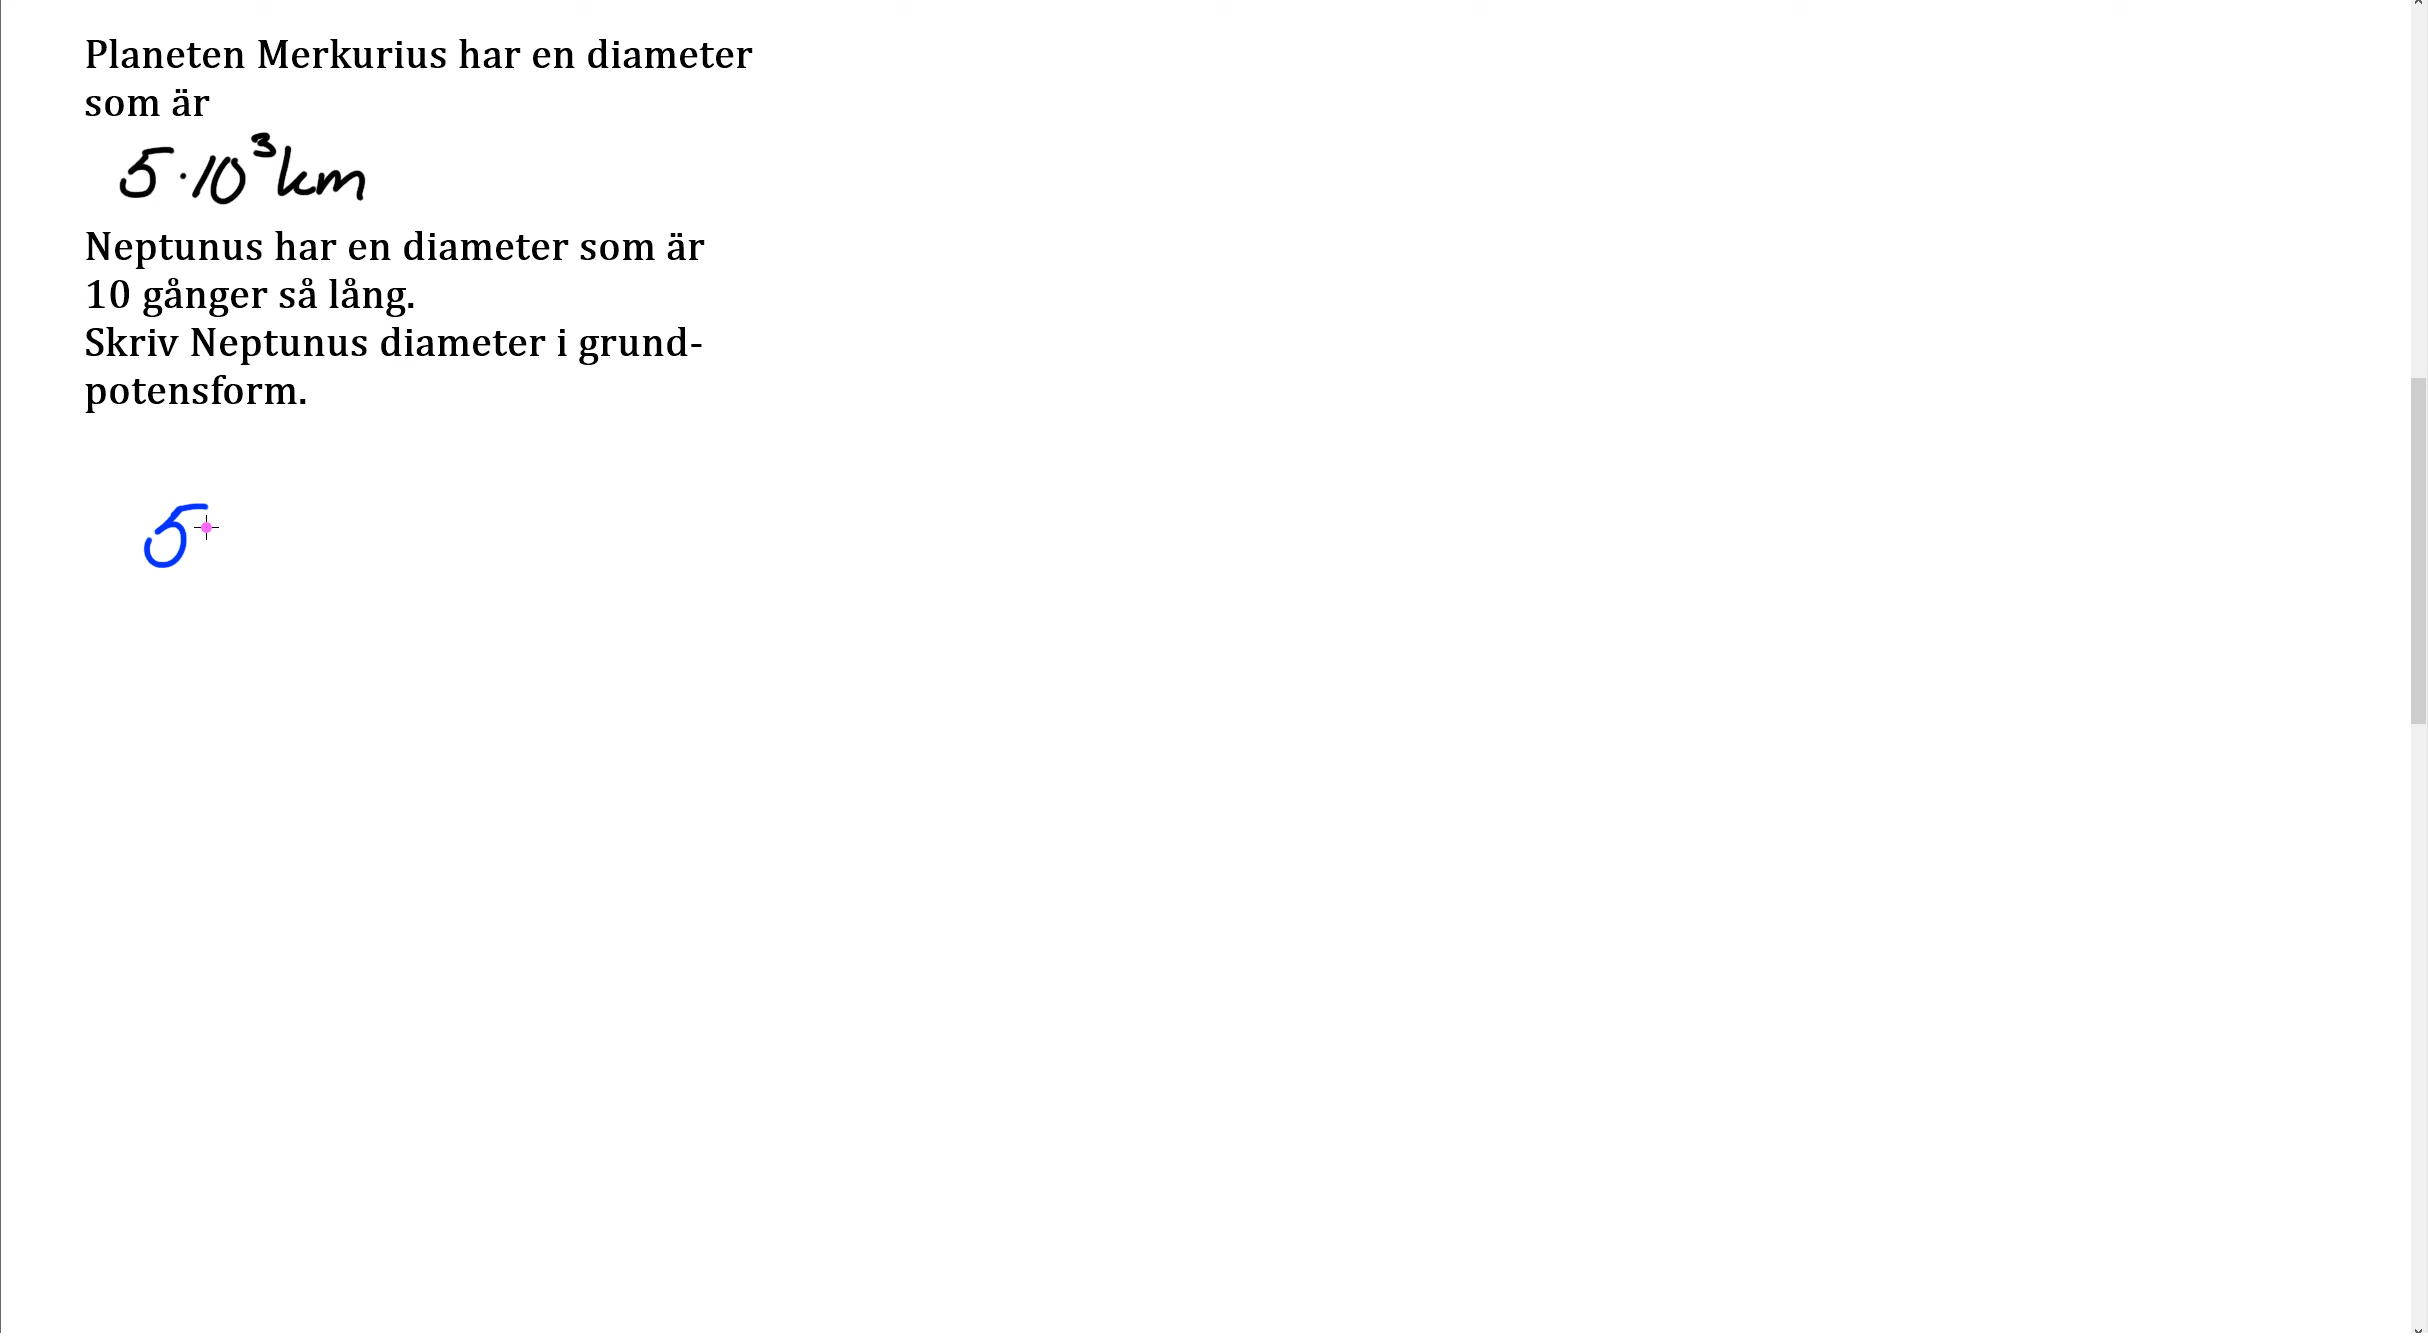 Planeten Merkurius har en diameter
som är
5·10³ km
Neptunus har en diameter som är
10 gånger så lång.
Skriv Neptunus diameter i grund-
potensform.
5